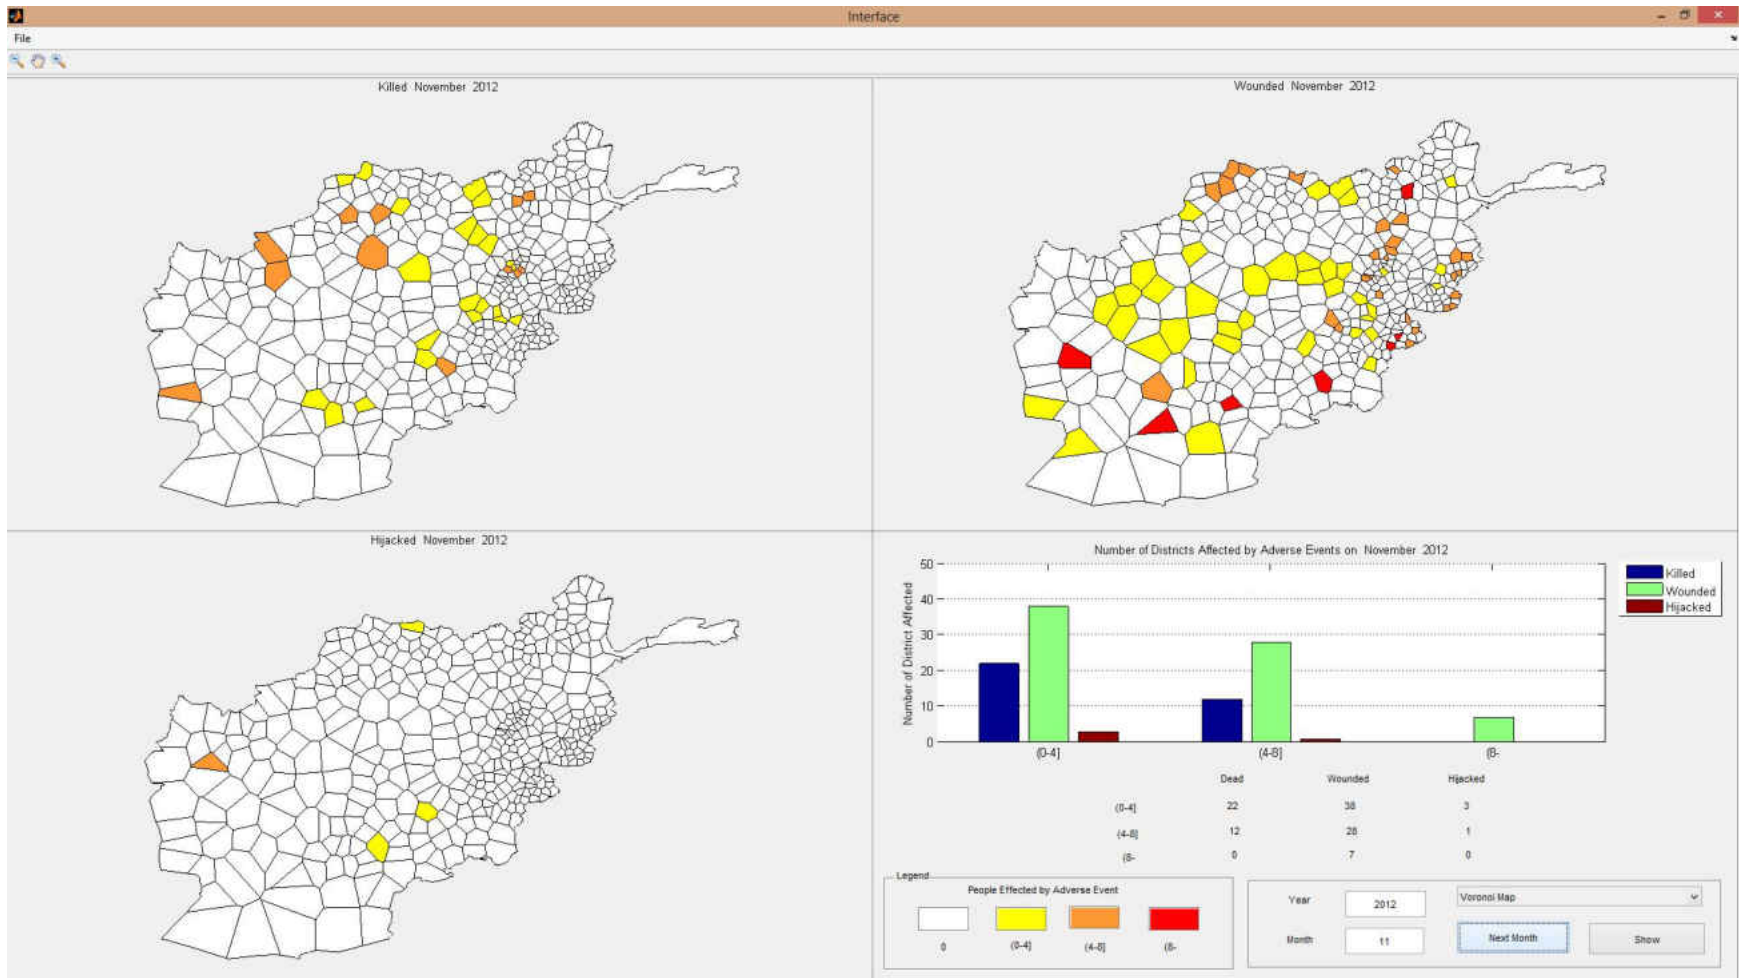 Interface
File
Killed November 2012
Wounded November 2012
Hijacked November 2012
Number of Districts Affected by Adverse Events on November 2012
Number of District Affected
50
40
30
20
10
0
(0-4]
(4-8]
(8-
Killed
Wounded
Hijacked
Dead Wounded Hijacked
(0-4] 22 38 3
(4-8] 12 28 1
(8- 0 7 0
Legend
People Effected by Adverse Event
0 (0-4] (4-8] (8-
Year 2012 Voronoi Map
Month 11 Next Month Show